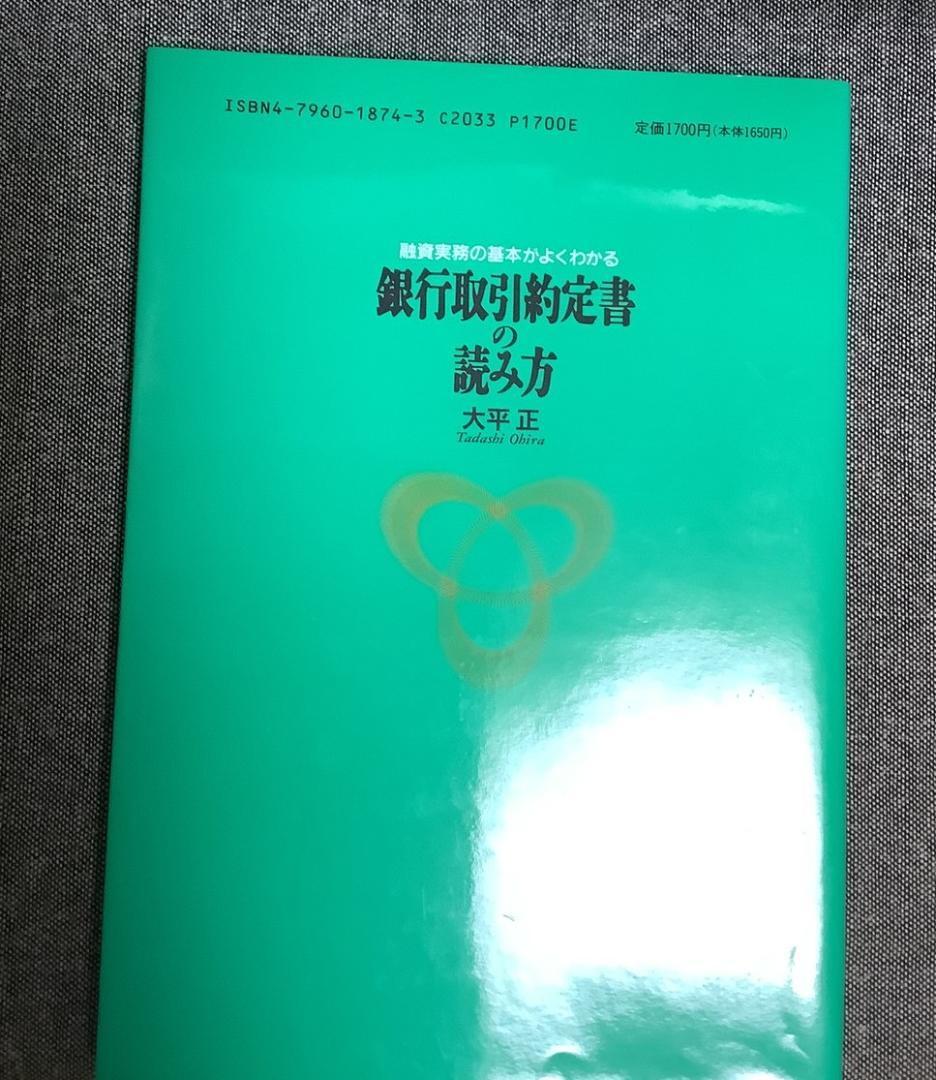 ISBN4-7960-1874-3 C2033 P1700E
定価1700円(本体1650円)
融資実務の基本がよくわかる
銀行取引約定書
の
読み方
大平 正
Tadashi Ohira